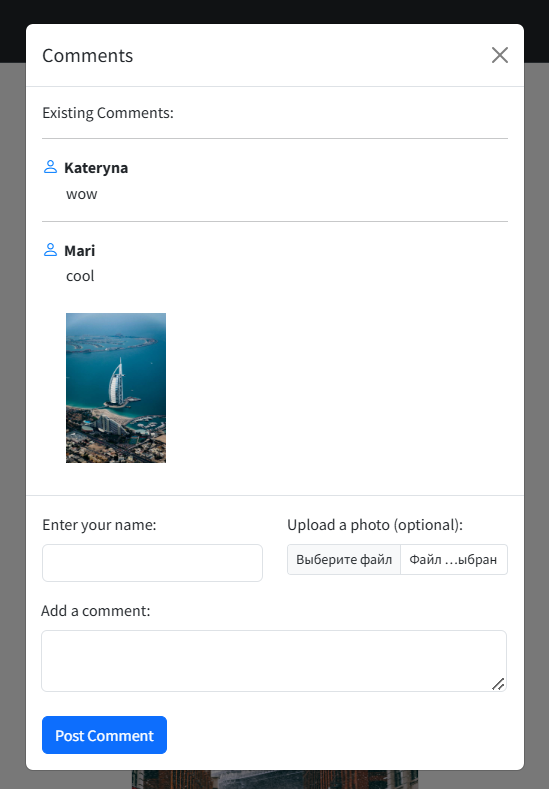 Comments
Existing Comments:
Kateryna
wow
Mari
cool
Enter your name:
Upload a photo (optional):
Выберите файл
Файл …ыбран
Add a comment:
Post Comment